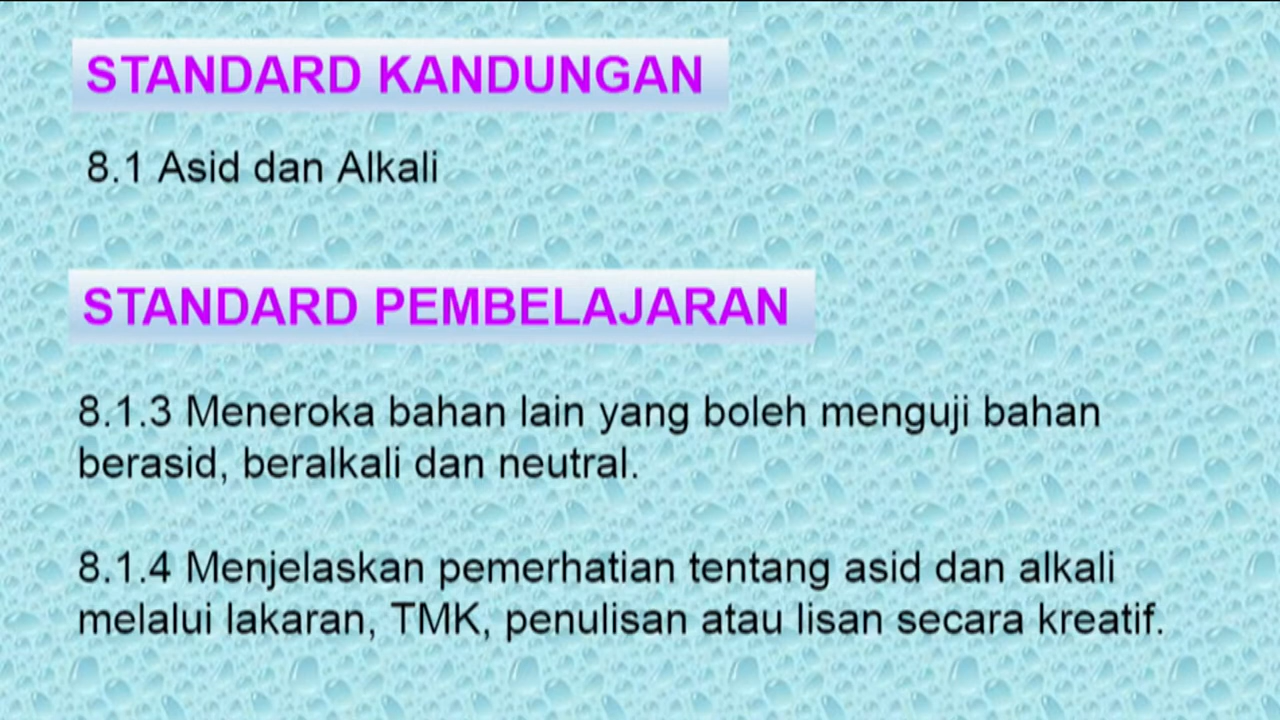 STANDARD KANDUNGAN
8.1 Asid dan Alkali
STANDARD PEMBELAJARAN
8.1.3 Meneroka bahan lain yang boleh menguji bahan
berasid, beralkali dan neutral.
8.1.4 Menjelaskan pemerhatian tentang asid dan alkali
melalui lakaran, TMK, penulisan atau lisan secara kreatif.